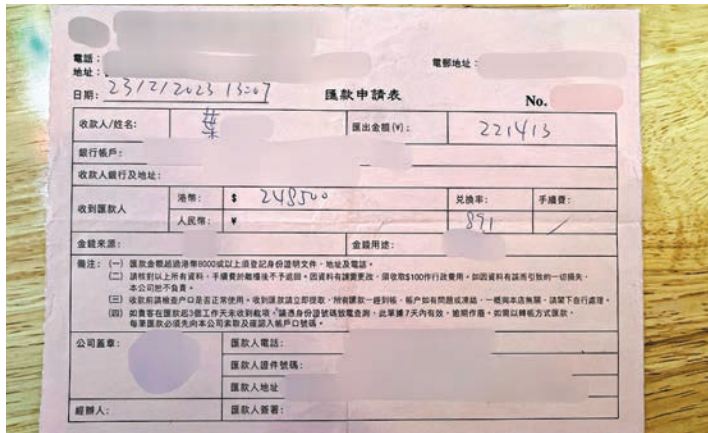 電話：
地址：
電郵地址：
日期: 23/2/2023 13:07
匯款申請表
No.
收款人/姓名: 葉
匯出金額(¥): 221413
銀行帳戶：
收款人銀行及地址：
收到匯款人
港幣: $ 248500
兌換率: 891
手續費: /
人民幣: ¥
金錢來源：
金錢用途：
備注：(一) 匯款金額超過港幣8000或以上須登記身份證明文件，地址及電話。
(二) 請核對以上所有資料，手續費於離櫃後不予退回。因資料有誤需更改，須收取$100作行政費用。如因資料有誤而引致的一切損失，
本公司恕不負責。
(三) 收款前請檢查户口是否正常使用。收到匯款請立即提取，所有匯款一經到帳，帳户如有問題或凍結，一概與本店無關，請閣下自行處理。
(四) 如貴客在匯款起3個工作天未收到款項，請憑身份證號碼致電查詢，此單據7天內有效，逾期作廢。如需以轉帳方式匯款，
每筆匯款必須先向本公司索取及確認入帳戶口號碼。
公司蓋章：
匯款人電話：
匯款人證件號碼：
匯款人地址
經辦人：
匯款人簽署：